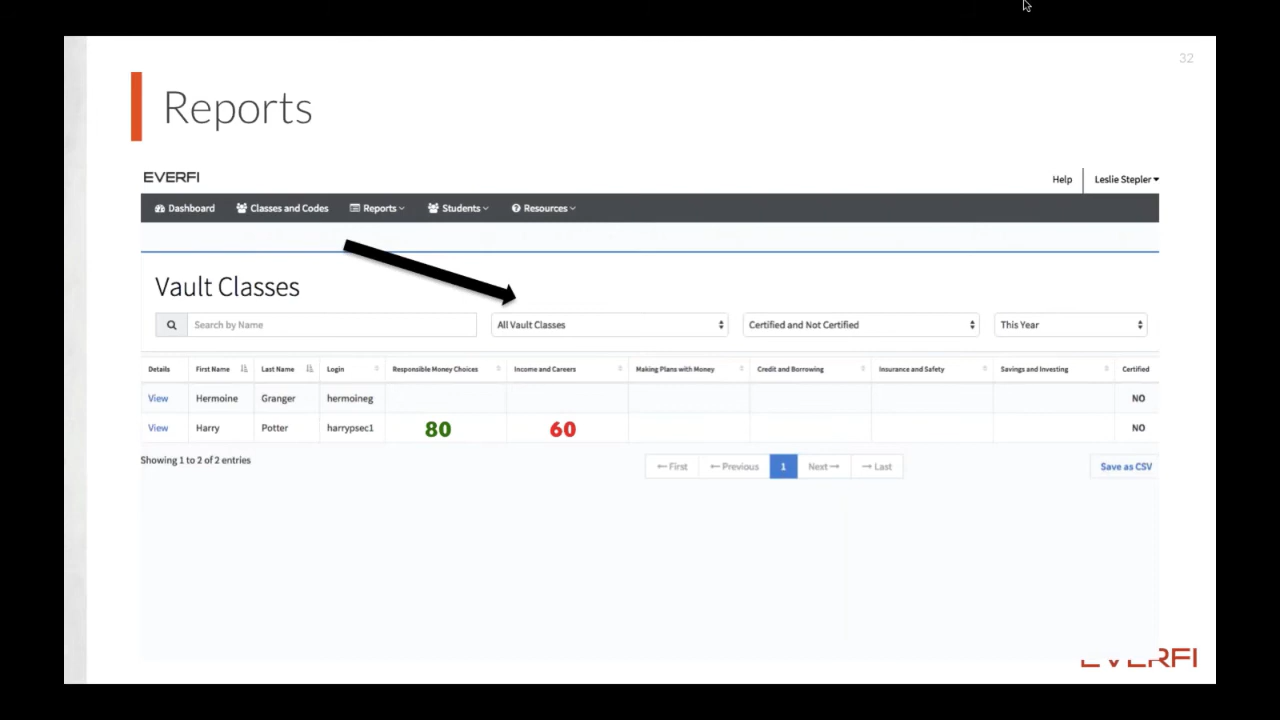 32
Reports
EVERFI
Help Leslie Stepler
Dashboard Classes and Codes Reports Students Resources
Vault Classes
Search by Name All Vault Classes Certified and Not Certified This Year
Details First Name Last Name Login Responsible Money Choices Income and Careers Making Plans with Money Credit and Borrowing Insurance and Safety Savings and Investing Certified
View Hermoine Granger hermoineg NO
View Harry Potter harrypsec1 80 60 NO
Showing 1 to 2 of 2 entries ←First ←Previous 1 Next→ →Last Save as CSV
EVERFI